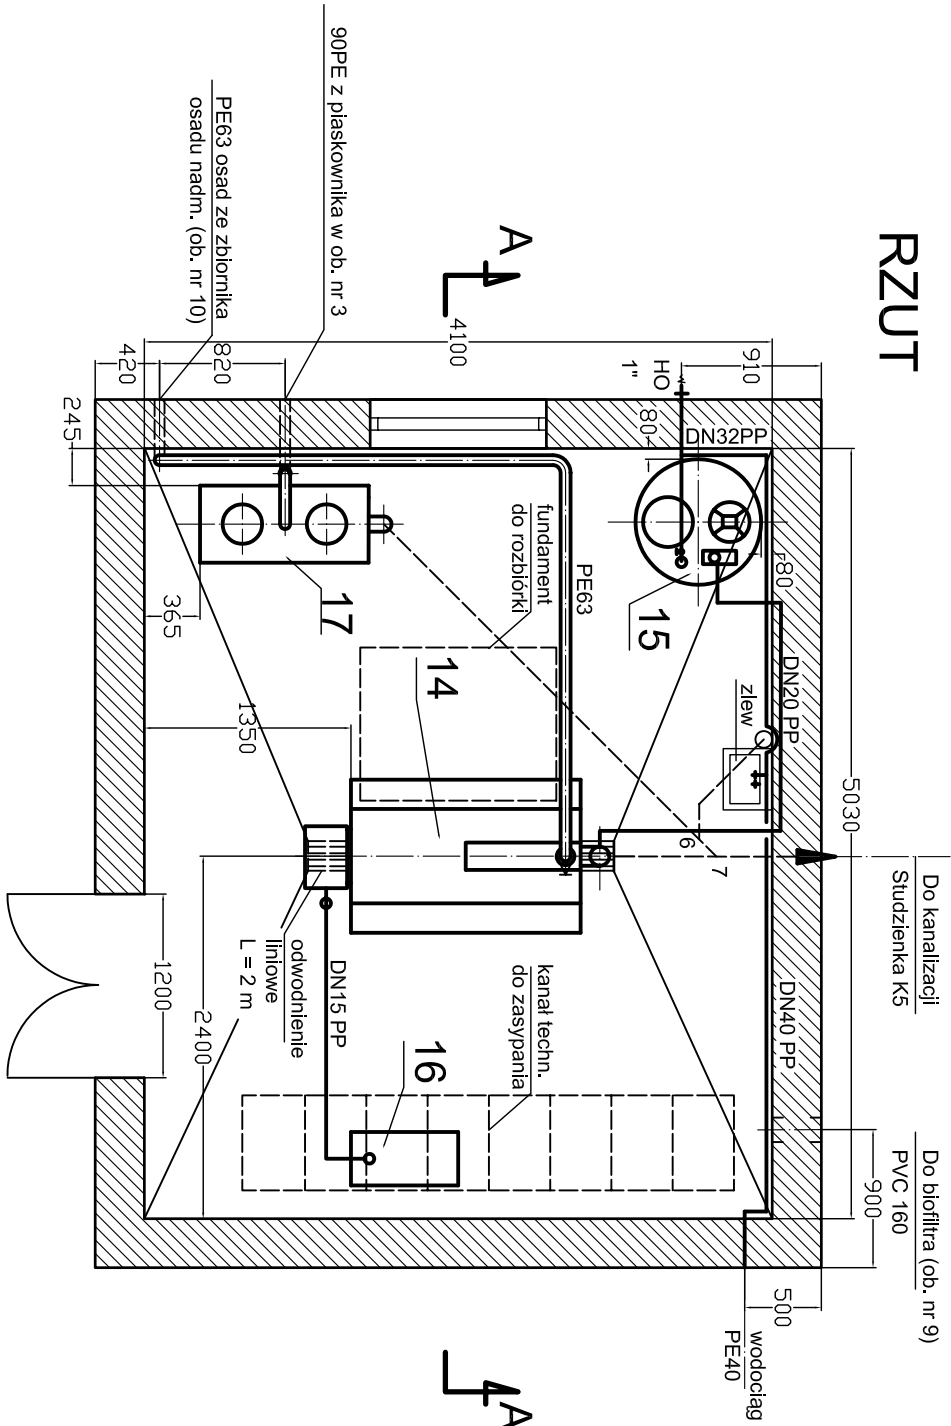 RZUT
Do kanalizacji
Studzienka K5
Do biofiltra (ob. nr 9)
PVC 160
900
5030
910
500
wodociąg
PE40
HO
1"
80
DN32PP
80
DN20 PP
DN40 PP
zlew
15
6
7
PE63
fundament
do rozbiórki
kanał techn.
do zasypania
A
A
4100
14
16
90PE z piaskownika w ob. nr 3
17
DN15 PP
odwodnienie
liniowe
L = 2 m
PE63 osad ze zbiornika
osadu nadm. (ob. nr 10)
820
420
245
365
1350
2400
1200